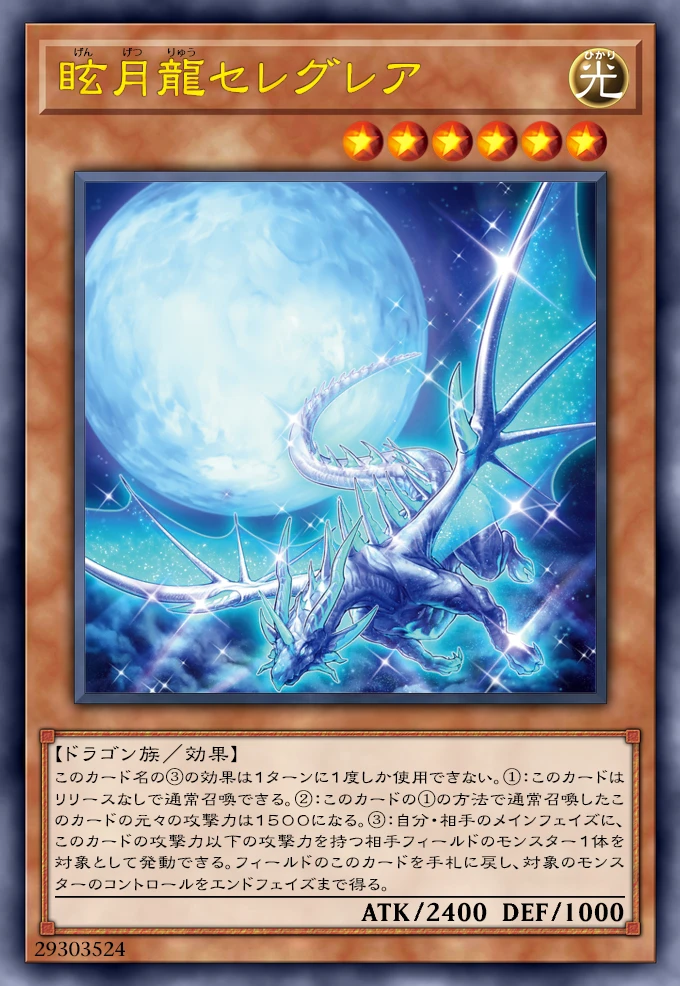 げん げつ りゅう
眩月龍セレグレア
ひかり
光
【ドラゴン族／効果】
このカード名の③の効果は１ターンに１度しか使用できない。①：このカードは
リリースなしで通常召喚できる。②：このカードの①の方法で通常召喚したこ
のカードの元々の攻撃力は１５００になる。③：自分・相手のメインフェイズに、
このカードの攻撃力以下の攻撃力を持つ相手フィールドのモンスター１体を
対象として発動できる。フィールドのこのカードを手札に戻し、対象のモンス
ターのコントロールをエンドフェイズまで得る。
ATK/2400 DEF/1000
29303524